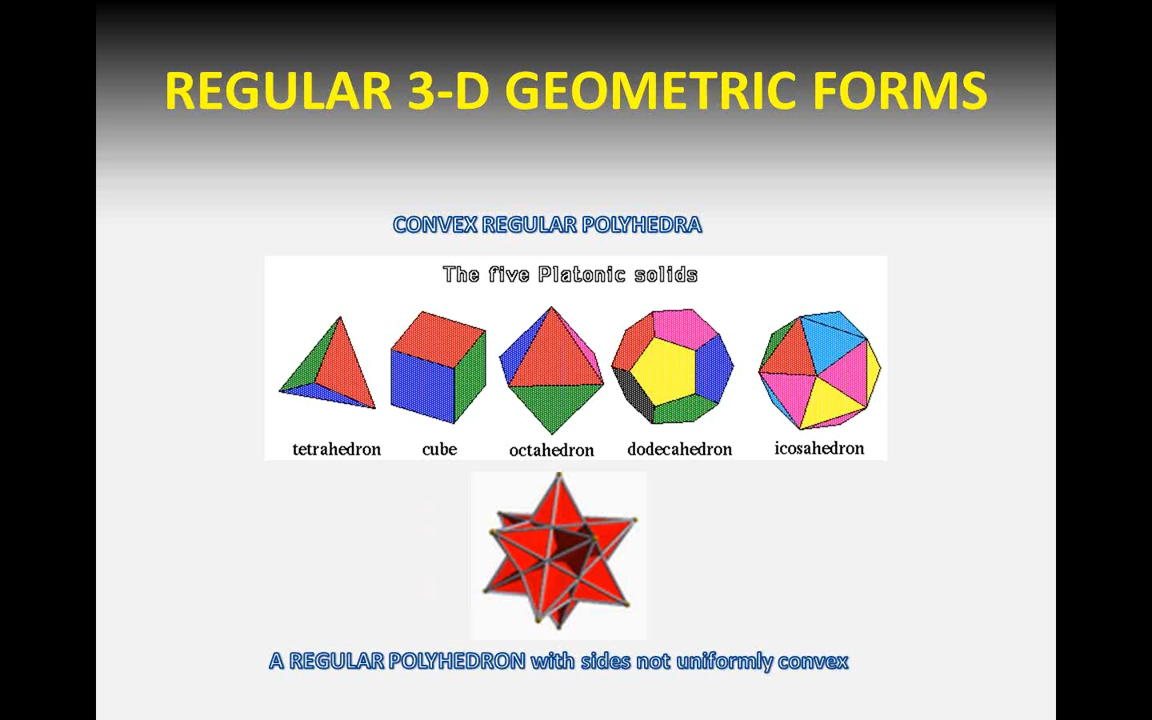 REGULAR 3-D GEOMETRIC FORMS
CONVEX REGULAR POLYHEDRA
The five Platonic solids
tetrahedron cube octahedron dodecahedron icosahedron
A REGULAR POLYHEDRON with sides not uniformly convex